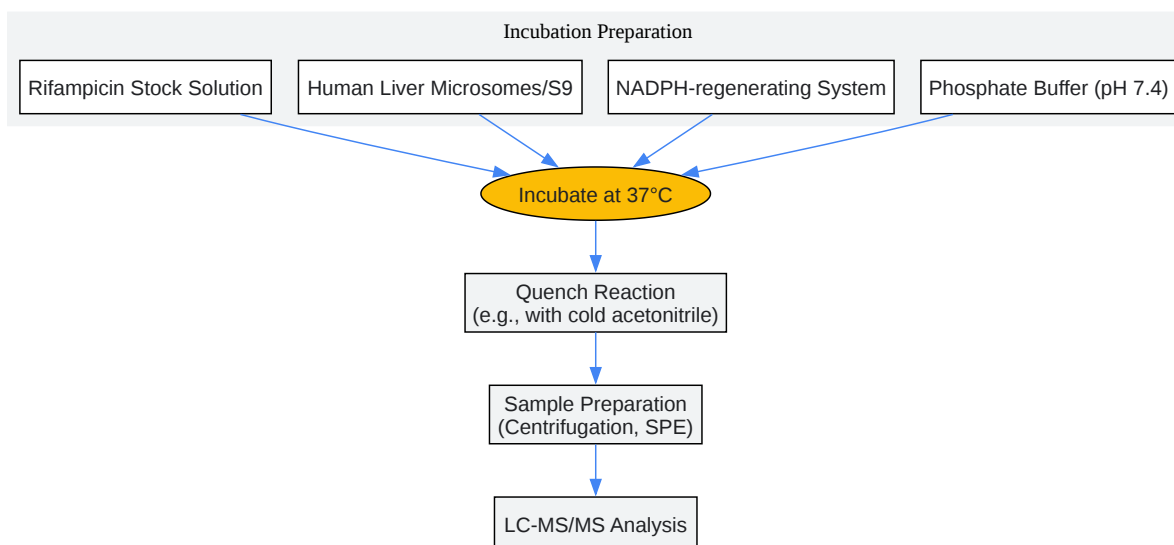 Incubation Preparation
Rifampicin Stock Solution
Human Liver Microsomes/S9
NADPH-regenerating System
Phosphate Buffer (pH 7.4)
Incubate at 37°C
Quench Reaction
(e.g., with cold acetonitrile)
Sample Preparation
(Centrifugation, SPE)
LC-MS/MS Analysis